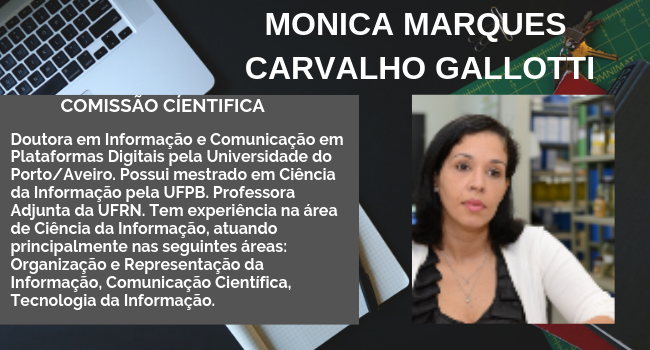 MONICA MARQUES
CARVALHO GALLOTTI
COMISSÃO CÍENTIFICA
Doutora em Informação e Comunicação em
Plataformas Digitais pela Universidade do
Porto/Aveiro. Possui mestrado em Ciência
da Informação pela UFPB. Professora
Adjunta da UFRN. Tem experiência na área
de Ciência da Informação, atuando
principalmente nas seguintes áreas:
Organização e Representação da
Informação, Comunicação Científica,
Tecnologia da Informação.